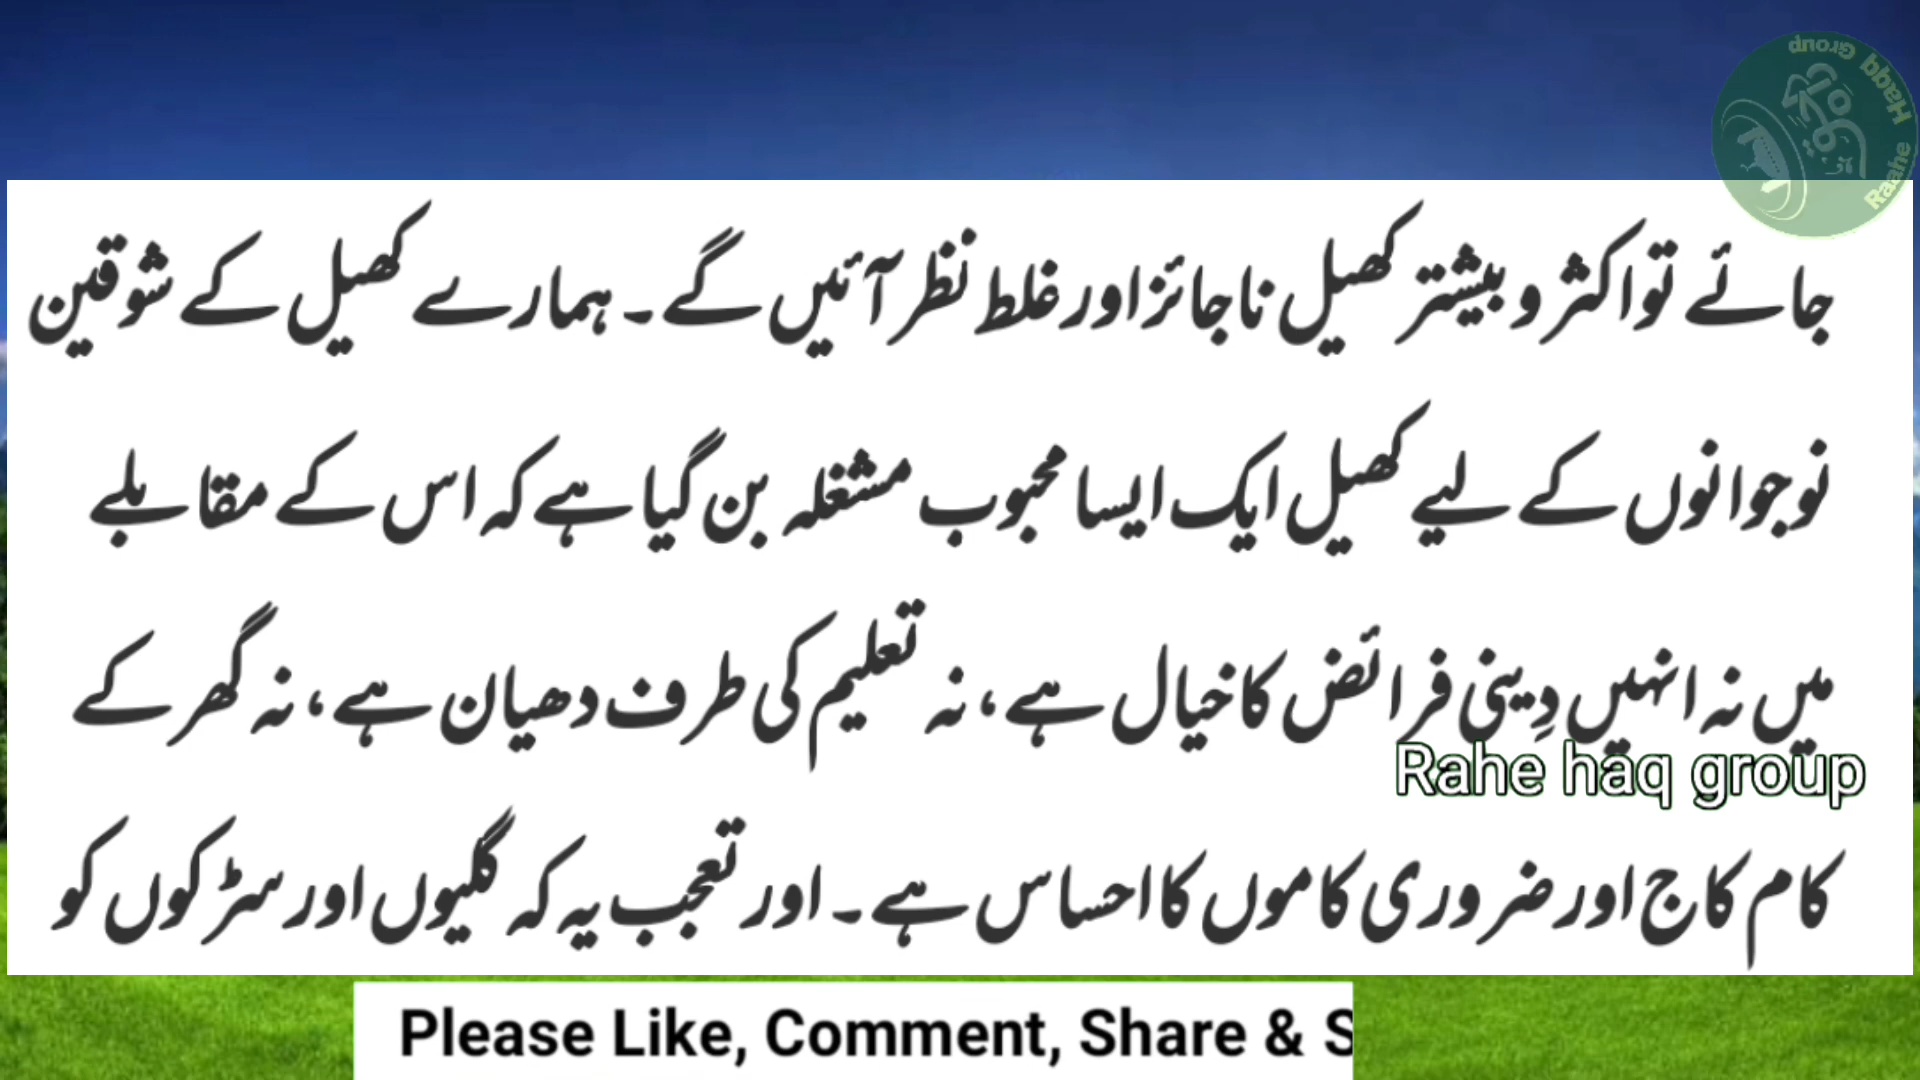 Raahe Haqq Group
جائے تو اکثر و بیشتر کھیل ناجائز اور غلط نظر آئیں گے۔ ہمارے کھیل کے شوقین
نوجوانوں کے لیے کھیل ایک ایسا محبوب مشغلہ بن گیا ہے کہ اس کے مقابلے
میں نہ انہیں دِینی فرائض کا خیال ہے، نہ تعلیم کی طرف دھیان ہے، نہ گھر کے
Rahe haq group
کام کاج اور ضروری کاموں کا احساس ہے۔ اور تعجب یہ کہ گلیوں اور سڑکوں کو
Please Like, Comment, Share & S